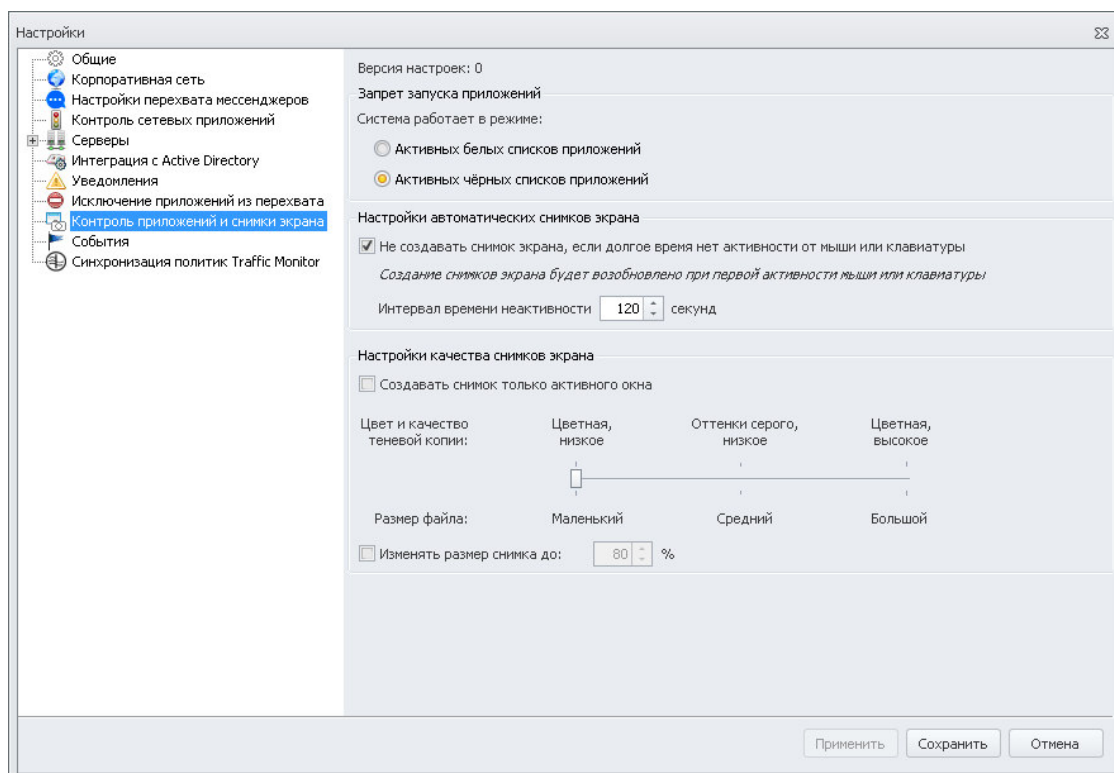 Настройки
Общие
Корпоративная сеть
Настройки перехвата мессенджеров
Контроль сетевых приложений
Серверы
Интеграция с Active Directory
Уведомления
Исключение приложений из перехвата
Контроль приложений и снимки экрана
События
Синхронизация политик Traffic Monitor
Версия настроек: 0
Запрет запуска приложений
Система работает в режиме:
Активных белых списков приложений
Активных чёрных списков приложений
Настройки автоматических снимков экрана
Не создавать снимок экрана, если долгое время нет активности от мыши или клавиатуры
Создание снимков экрана будет возобновлено при первой активности мыши или клавиатуры
Интервал времени неактивности 120 секунд
Настройки качества снимков экрана
Создавать снимок только активного окна
Цвет и качество теневой копии:
Цветная, низкое
Оттенки серого, низкое
Цветная, высокое
Размер файла: Маленький Средний Большой
Изменять размер снимка до: 80 %
Применить Сохранить Отмена